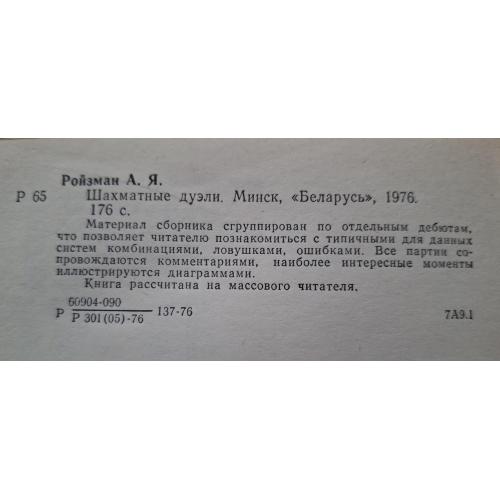 Ройзман А. Я.
Р 65 Шахматные дуэли. Минск, «Беларусь», 1976.
176 с.
Материал сборника сгруппирован по отдельным дебютам,
что позволяет читателю познакомиться с типичными для данных
систем комбинациями, ловушками, ошибками. Все партии со-
провождаются комментариями, наиболее интересные моменты
иллюстрируются диаграммами.
Книга рассчитана на массового читателя.
60904-090
Р 137-76
Р 301(05)-76
7А9.1